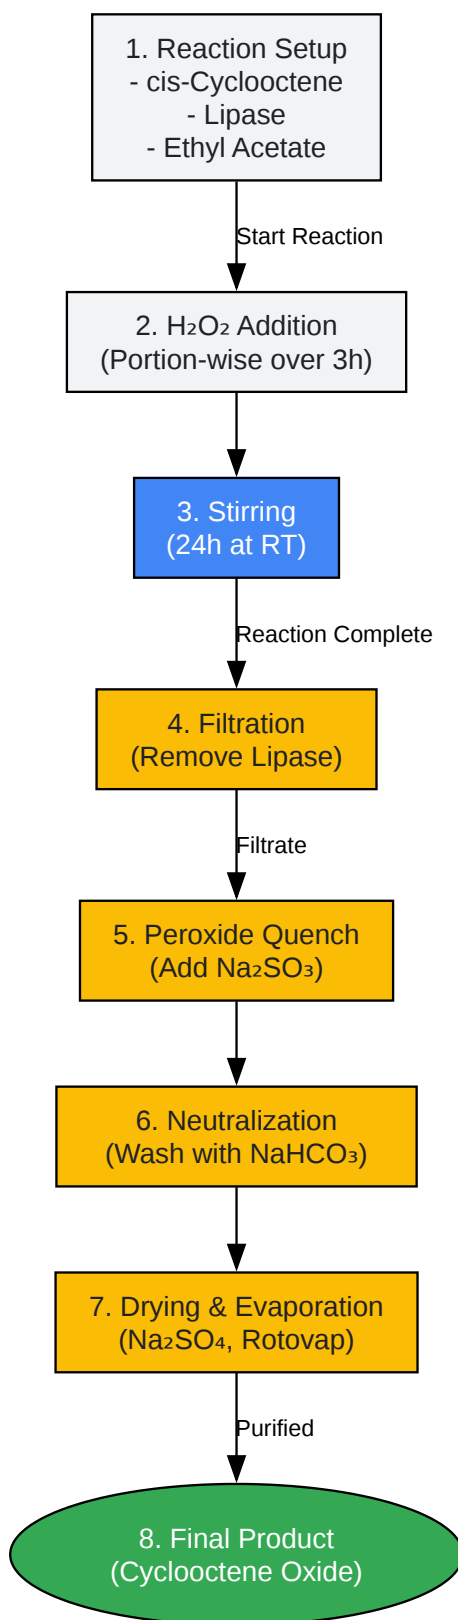 1. Reaction Setup
- cis-Cyclooctene
- Lipase
- Ethyl Acetate
Start Reaction
2. H₂O₂ Addition
(Portion-wise over 3h)
3. Stirring
(24h at RT)
Reaction Complete
4. Filtration
(Remove Lipase)
Filtrate
5. Peroxide Quench
(Add Na₂SO₃)
6. Neutralization
(Wash with NaHCO₃)
7. Drying & Evaporation
(Na₂SO₄, Rotovap)
Purified
8. Final Product
(Cyclooctene Oxide)